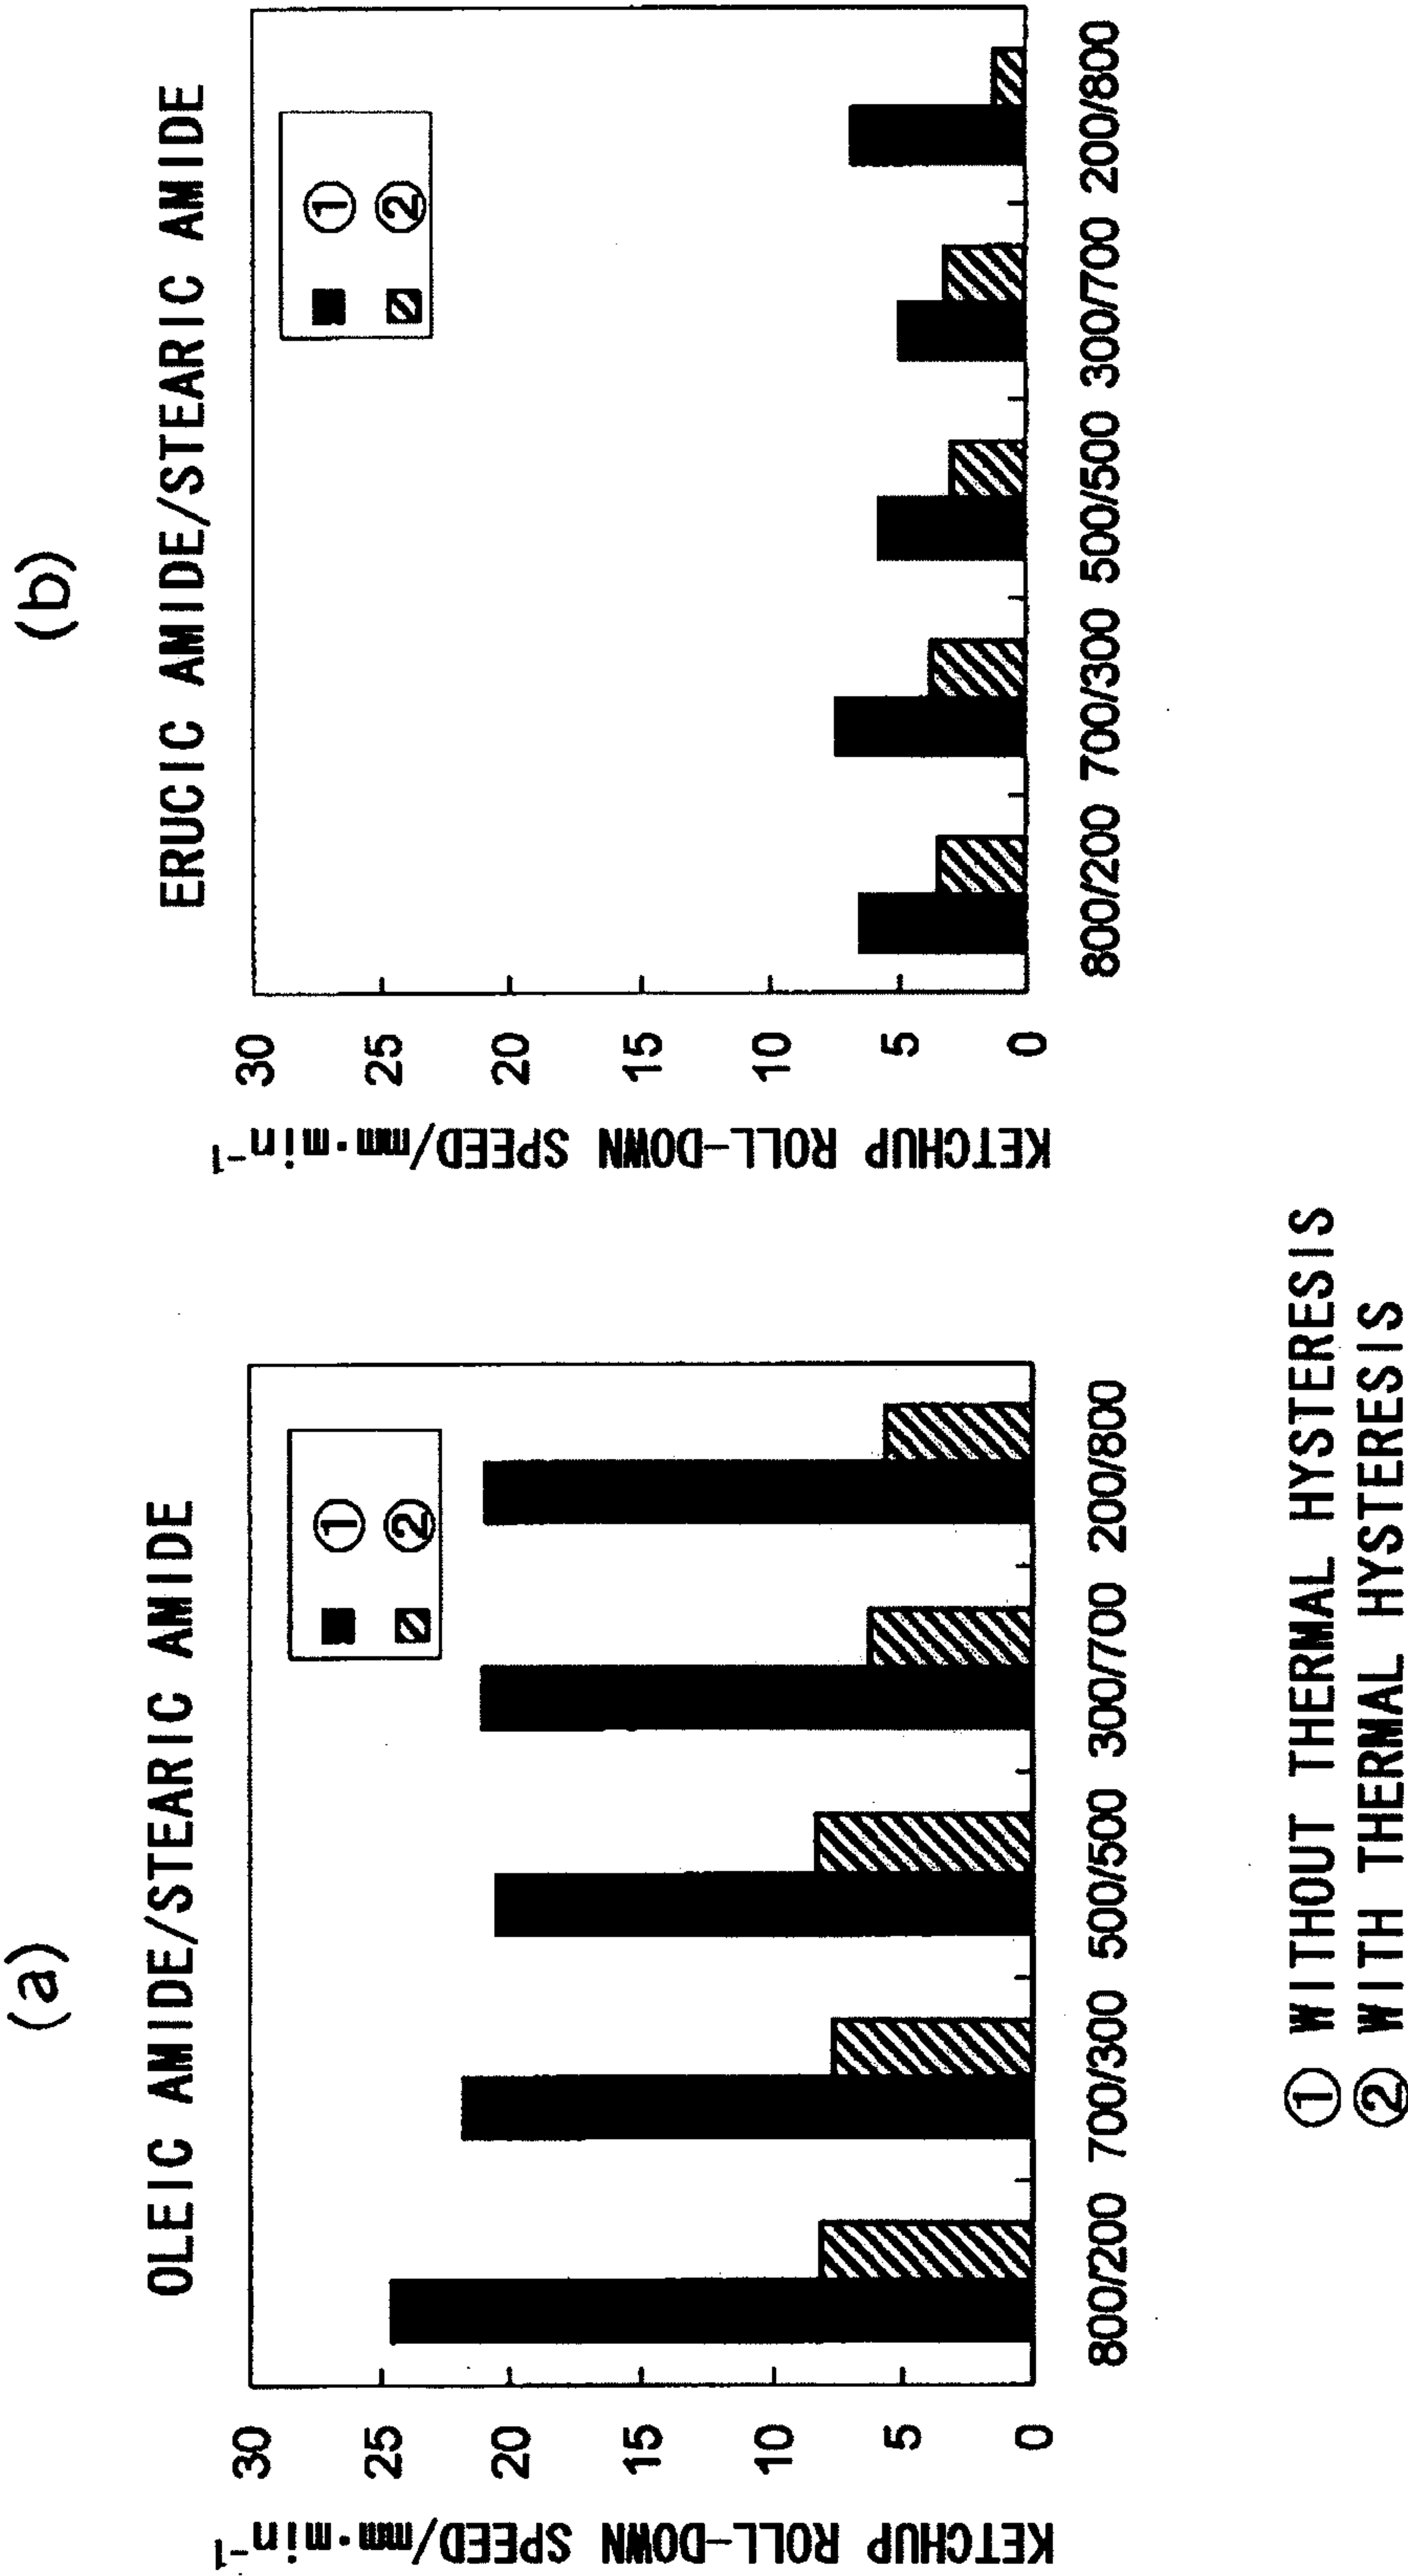 (a)
OLEIC AMIDE/STEARIC AMIDE
①
②
KETCHUP ROLL-DOWN SPEED/mm·min⁻¹
30
25
20
15
10
5
0
800/200 700/300 500/500 300/700 200/800
(b)
ERUCIC AMIDE/STEARIC AMIDE
①
②
KETCHUP ROLL-DOWN SPEED/mm·min⁻¹
30
25
20
15
10
5
0
800/200 700/300 500/500 300/700 200/800
① WITHOUT THERMAL HYSTERESIS
② WITH THERMAL HYSTERESIS